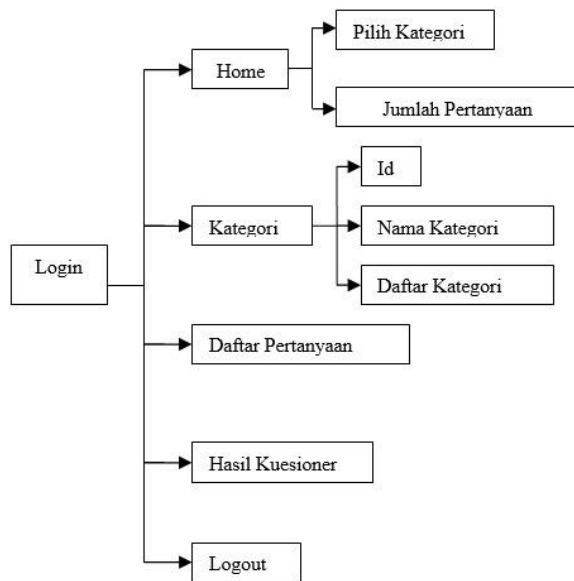 Pilih Kategori
Home
Jumlah Pertanyaan
Id
Kategori
Nama Kategori
Login
Daftar Kategori
Daftar Pertanyaan
Hasil Kuesioner
Logout